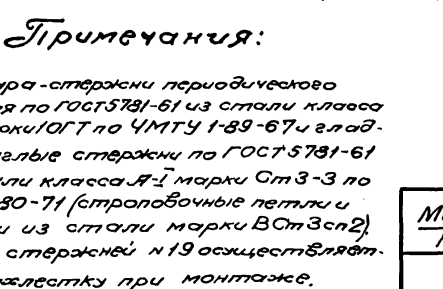 Примечания:
ра-стержни периодического
я по ГОСТ5781-61 из стали класса
рки10ГТ по ЧМТУ 1-89-67 и глад-
глые стержни по ГОСТ5781-61
ли класса А-I марки Ст3-3 по
80-71 (строповочные петли и
и из стали марки ВСт3сп2).
стержней н19 осуществляет-
хлестку при монтаже.
М